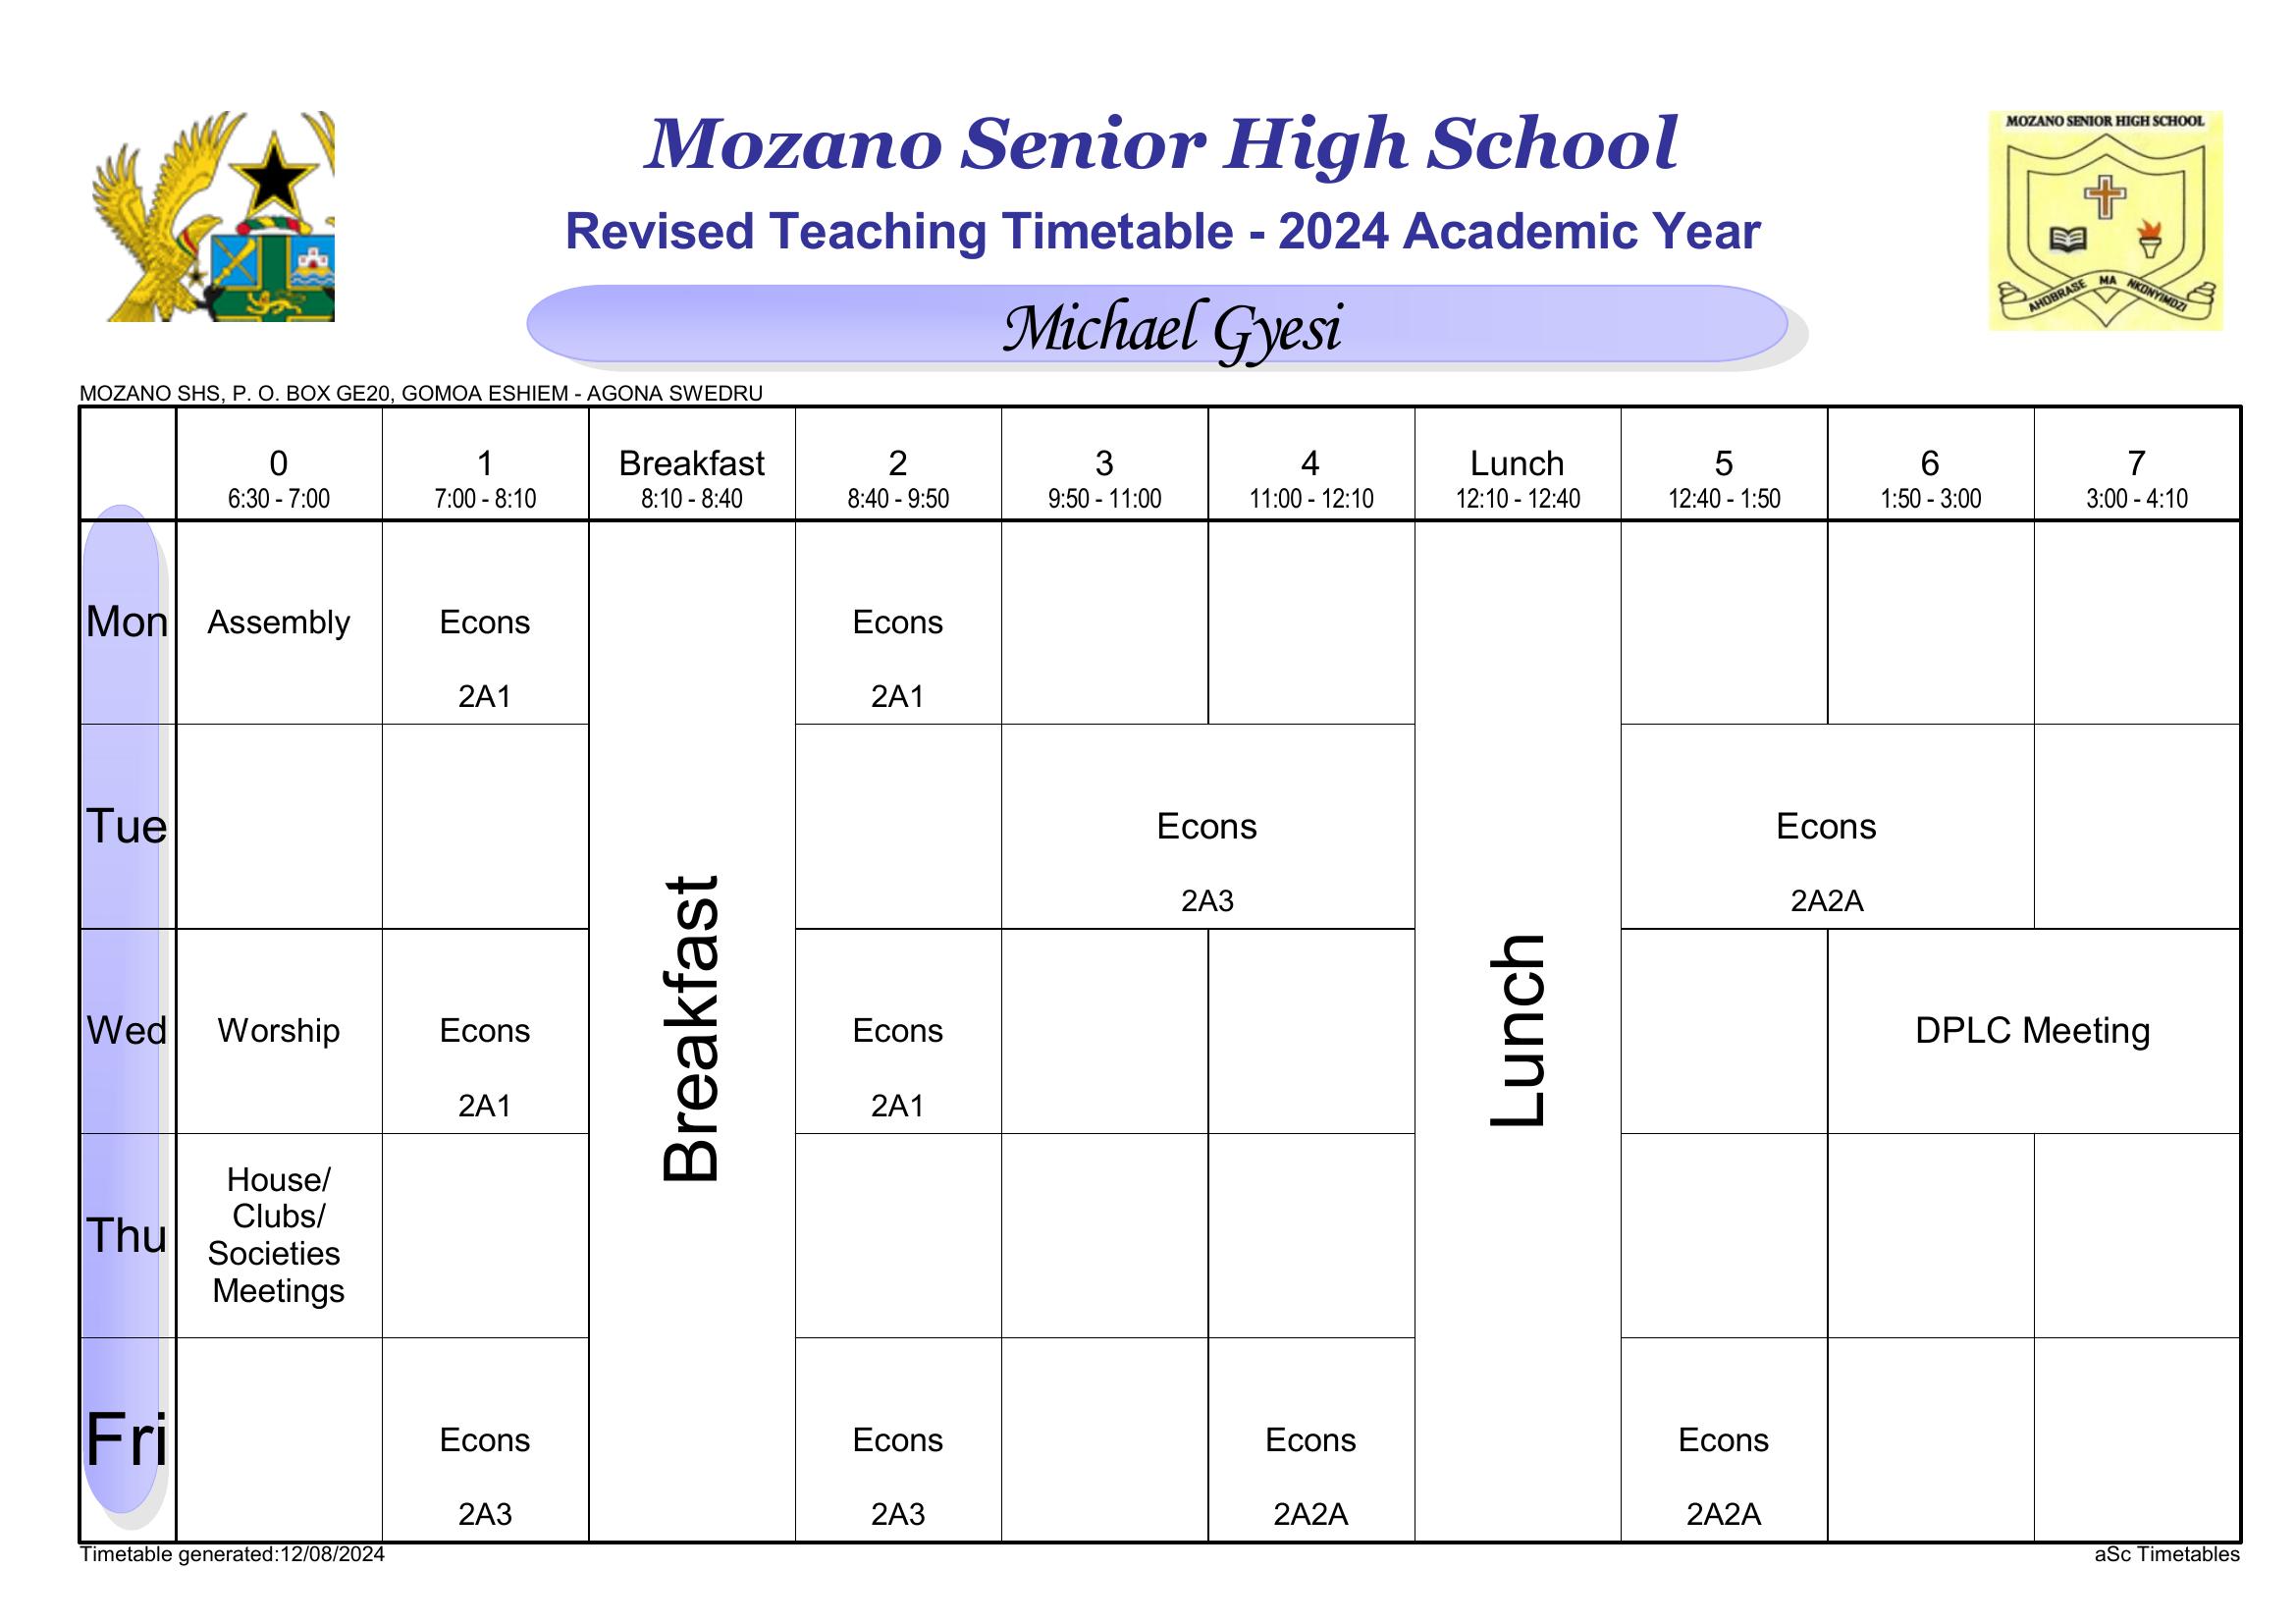 MOZANO SENIOR HIGH SCHOOL
AHOBRASE MA NKONYIMDZI
Mozano Senior High School
Revised Teaching Timetable - 2024 Academic Year
Michael Gyesi
MOZANO SHS, P. O. BOX GE20, GOMOA ESHIEM - AGONA SWEDRU
0 1 Breakfast 2 3 4 Lunch 5 6 7
6:30 - 7:00 7:00 - 8:10 8:10 - 8:40 8:40 - 9:50 9:50 - 11:00 11:00 - 12:10 12:10 - 12:40 12:40 - 1:50 1:50 - 3:00 3:00 - 4:10
Mon Assembly Econs Econs
2A1 2A1
Tue Econs Econs
2A3 2A2A
Breakfast
Lunch
Wed Worship Econs Econs DPLC Meeting
2A1 2A1
Thu
House/
Clubs/
Societies
Meetings
Fri Econs Econs Econs Econs
2A3 2A3 2A2A 2A2A
Timetable generated:12/08/2024
aSc Timetables